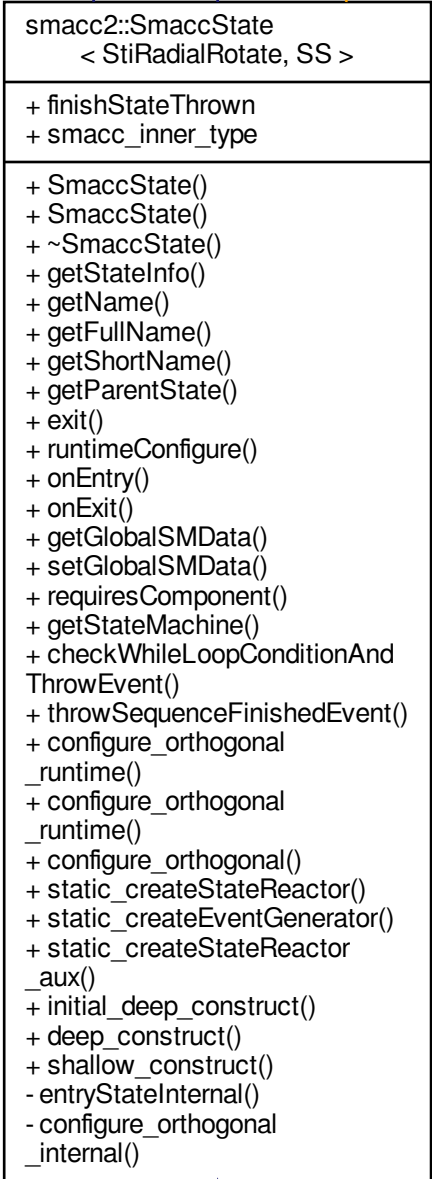 smacc2::SmaccState
< StiRadialRotate, SS >
+ finishStateThrown
+ smacc_inner_type
+ SmaccState()
+ SmaccState()
+ ~SmaccState()
+ getStateInfo()
+ getName()
+ getFullName()
+ getShortName()
+ getParentState()
+ exit()
+ runtimeConfigure()
+ onEntry()
+ onExit()
+ getGlobalSMData()
+ setGlobalSMData()
+ requiresComponent()
+ getStateMachine()
+ checkWhileLoopConditionAnd
ThrowEvent()
+ throwSequenceFinishedEvent()
+ configure_orthogonal
_runtime()
+ configure_orthogonal
_runtime()
+ configure_orthogonal()
+ static_createStateReactor()
+ static_createEventGenerator()
+ static_createStateReactor
_aux()
+ initial_deep_construct()
+ deep_construct()
+ shallow_construct()
- entryStateInternal()
- configure_orthogonal
_internal()